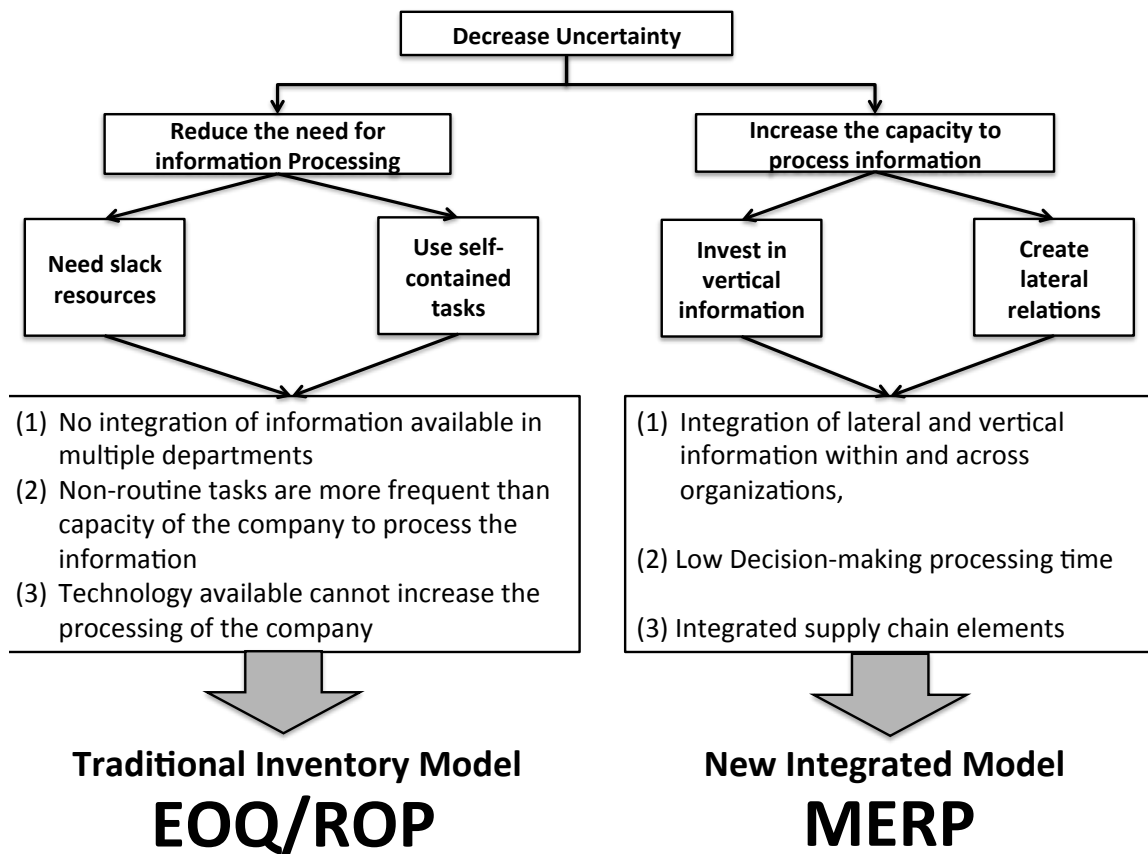 Decrease Uncertainty
Reduce the need for
information Processing
Increase the capacity to
process information
Need slack
resources
Use self-
contained
tasks
Invest in
vertical
information
Create
lateral
relations
(1) No integration of information available in
multiple departments
(2) Non-routine tasks are more frequent than
capacity of the company to process the
information
(3) Technology available cannot increase the
processing of the company
(1) Integration of lateral and vertical
information within and across
organizations,
(2) Low Decision-making processing time
(3) Integrated supply chain elements
Traditional Inventory Model
EOQ/ROP
New Integrated Model
MERP